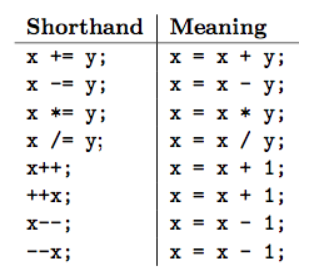 Shorthand Meaning
x += y; x = x + y;
x -= y; x = x - y;
x *= y; x = x * y;
x /= y; x = x / y;
x++; x = x + 1;
++x; x = x + 1;
x--; x = x - 1;
--x; x = x - 1;